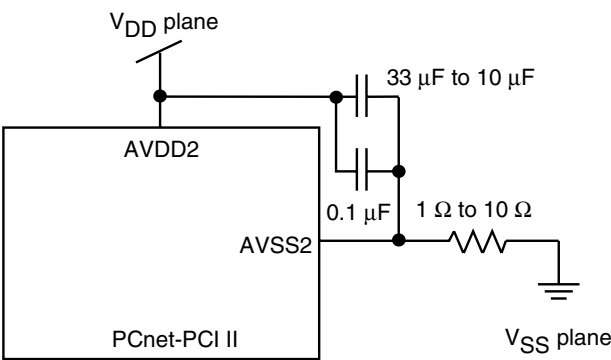 VDD plane
33 µF to 10 µF
AVDD2
0.1 µF
1 Ω to 10 Ω
AVSS2
PCnet-PCI II
VSS plane